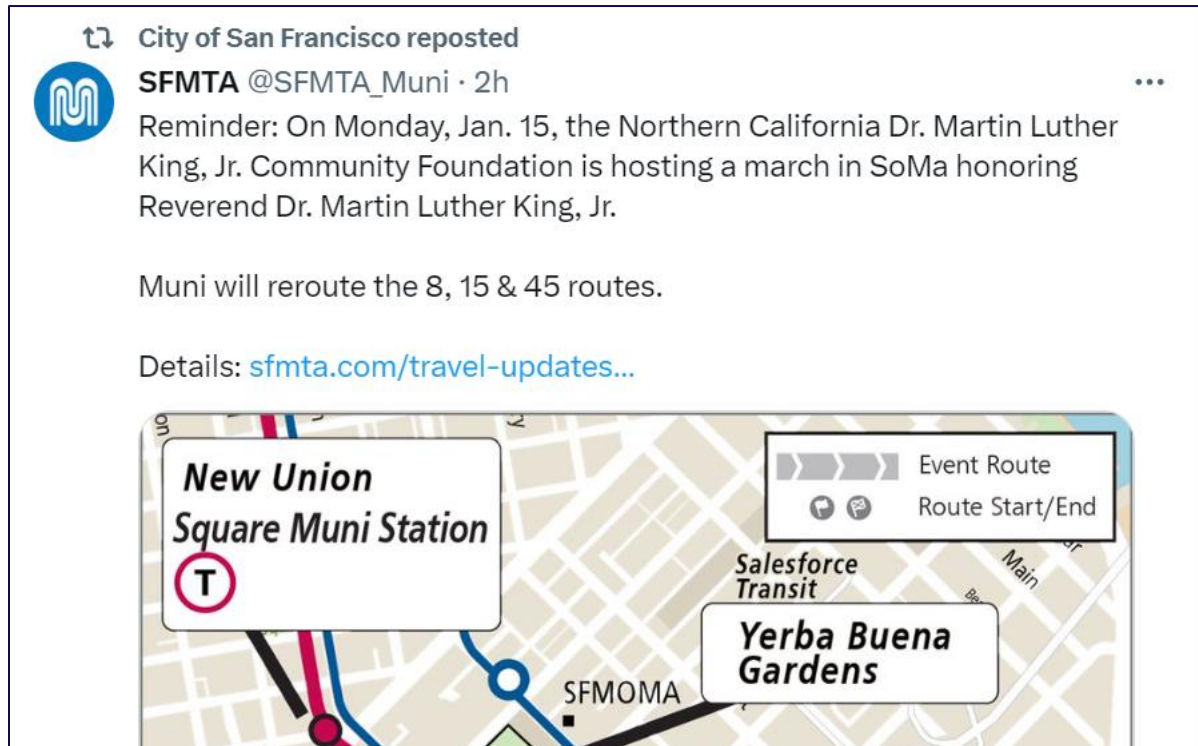 City of San Francisco reposted
SFMTA @SFMTA_Muni · 2h
Reminder: On Monday, Jan. 15, the Northern California Dr. Martin Luther
King, Jr. Community Foundation is hosting a march in SoMa honoring
Reverend Dr. Martin Luther King, Jr.
Muni will reroute the 8, 15 & 45 routes.
Details: sfmta.com/travel-updates...
New Union
Square Muni Station
T
Event Route
Route Start/End
Main
Salesforce
Transit
Yerba Buena
Gardens
SFMOMA